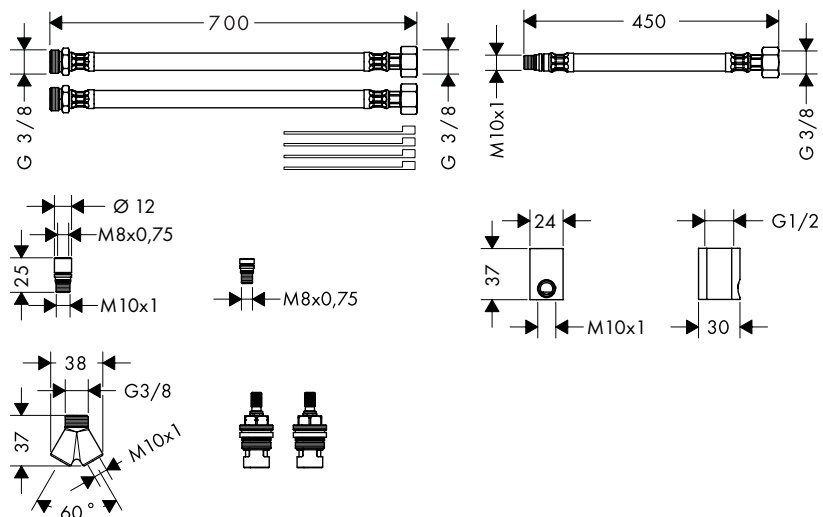 700
450
G 3/8
G 3/8
M10x1
G 3/8
Ø 12
M8x0,75
25
M10x1
M8x0,75
24
G1/2
37
M10x1
30
38
G3/8
37
M10x1
60°